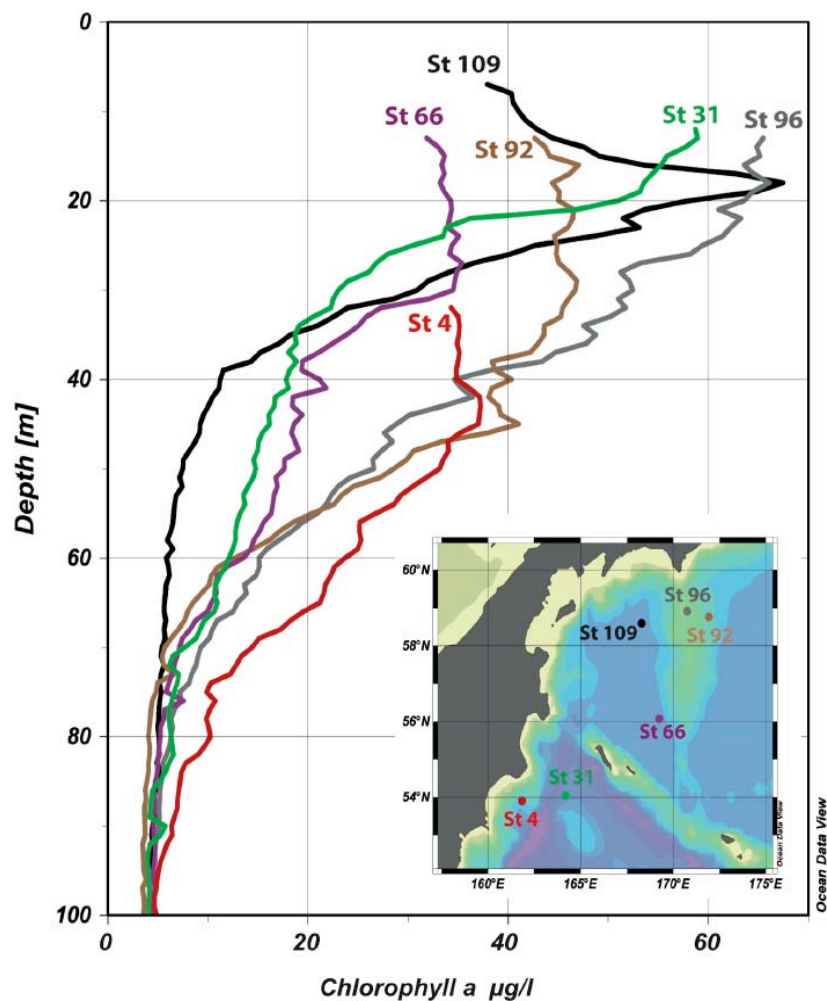 0
St 109
St 66
St 31
St 92
St 96
20
St 4
40
Depth [m]
60
80
100
60°N
58°N
56°N
54°N
St 96
St 109
St 92
St 66
St 31
St 4
160°E
165°E
170°E
175°E
Ocean Data View
Ocean Data View
0
20
40
60
Chlorophyll a µg/l